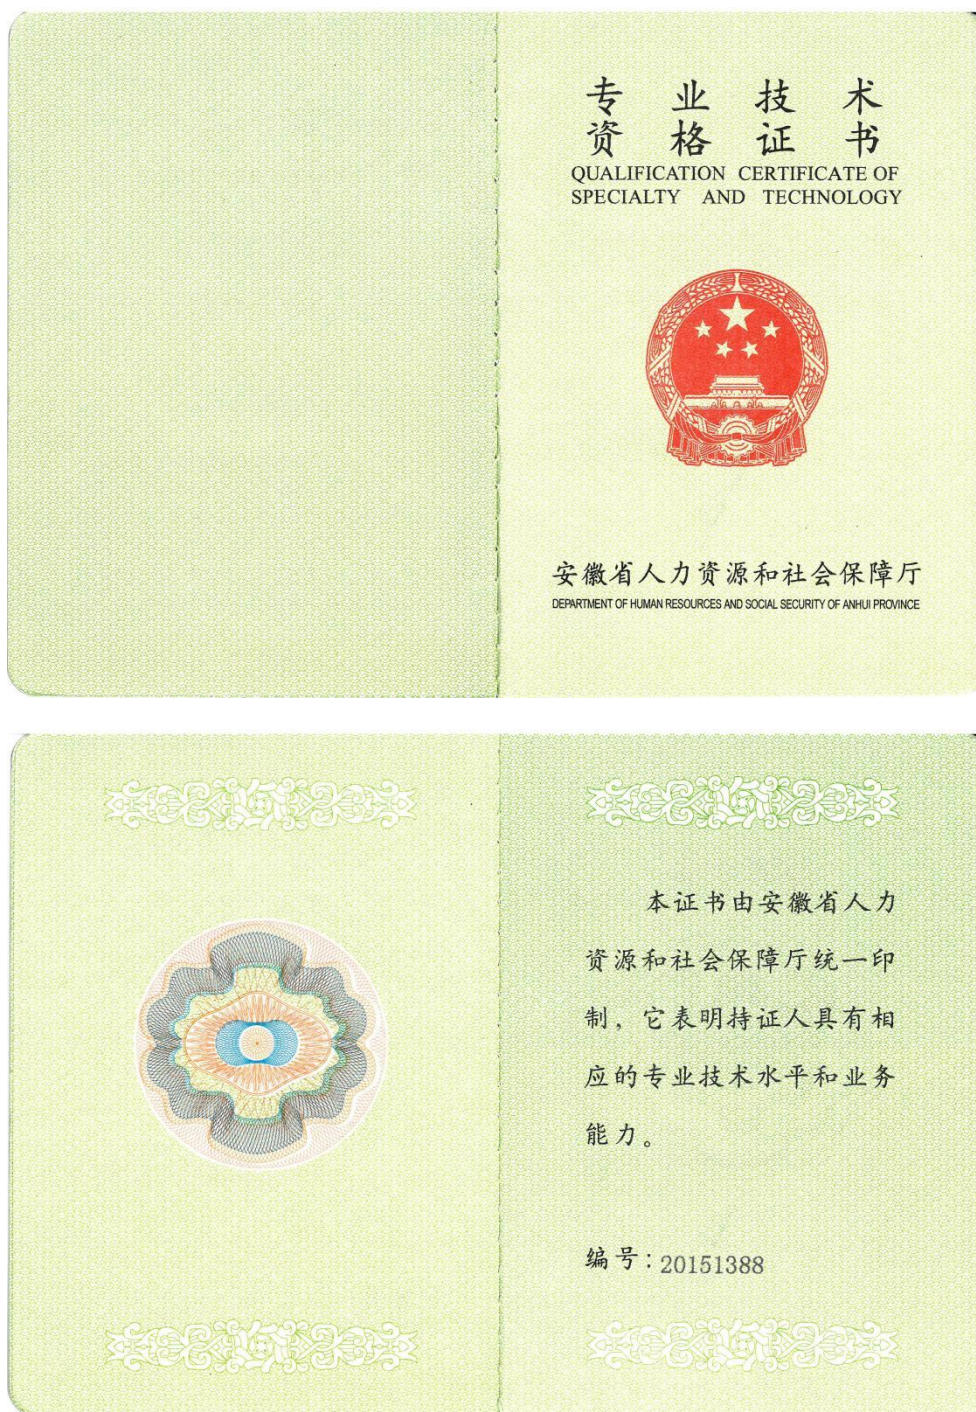 专业技术
资格证书
QUALIFICATION CERTIFICATE OF
SPECIALTY AND TECHNOLOGY
安徽省人力资源和社会保障厅
DEPARTMENT OF HUMAN RESOURCES AND SOCIAL SECURITY OF ANHUI PROVINCE
本证书由安徽省人力
资源和社会保障厅统一印
制，它表明持证人具有相
应的专业技术水平和业务
能力。
编号：20151388